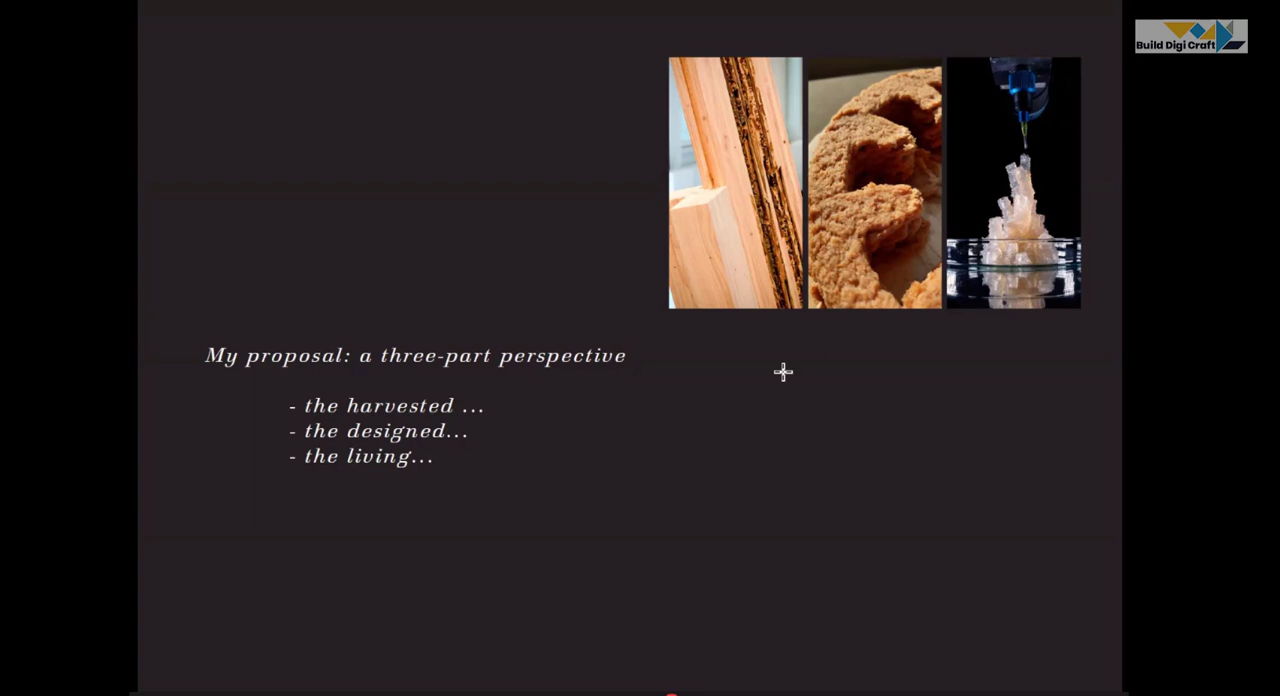 Build Digi Craft
My proposal: a three-part perspective
- the harvested ...
- the designed...
- the living...